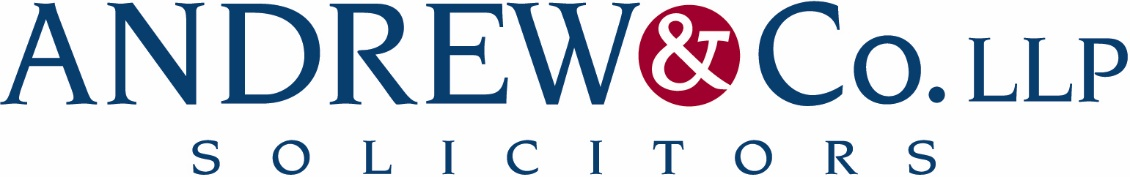 ANDREW & Co. LLP
SOLICITORS